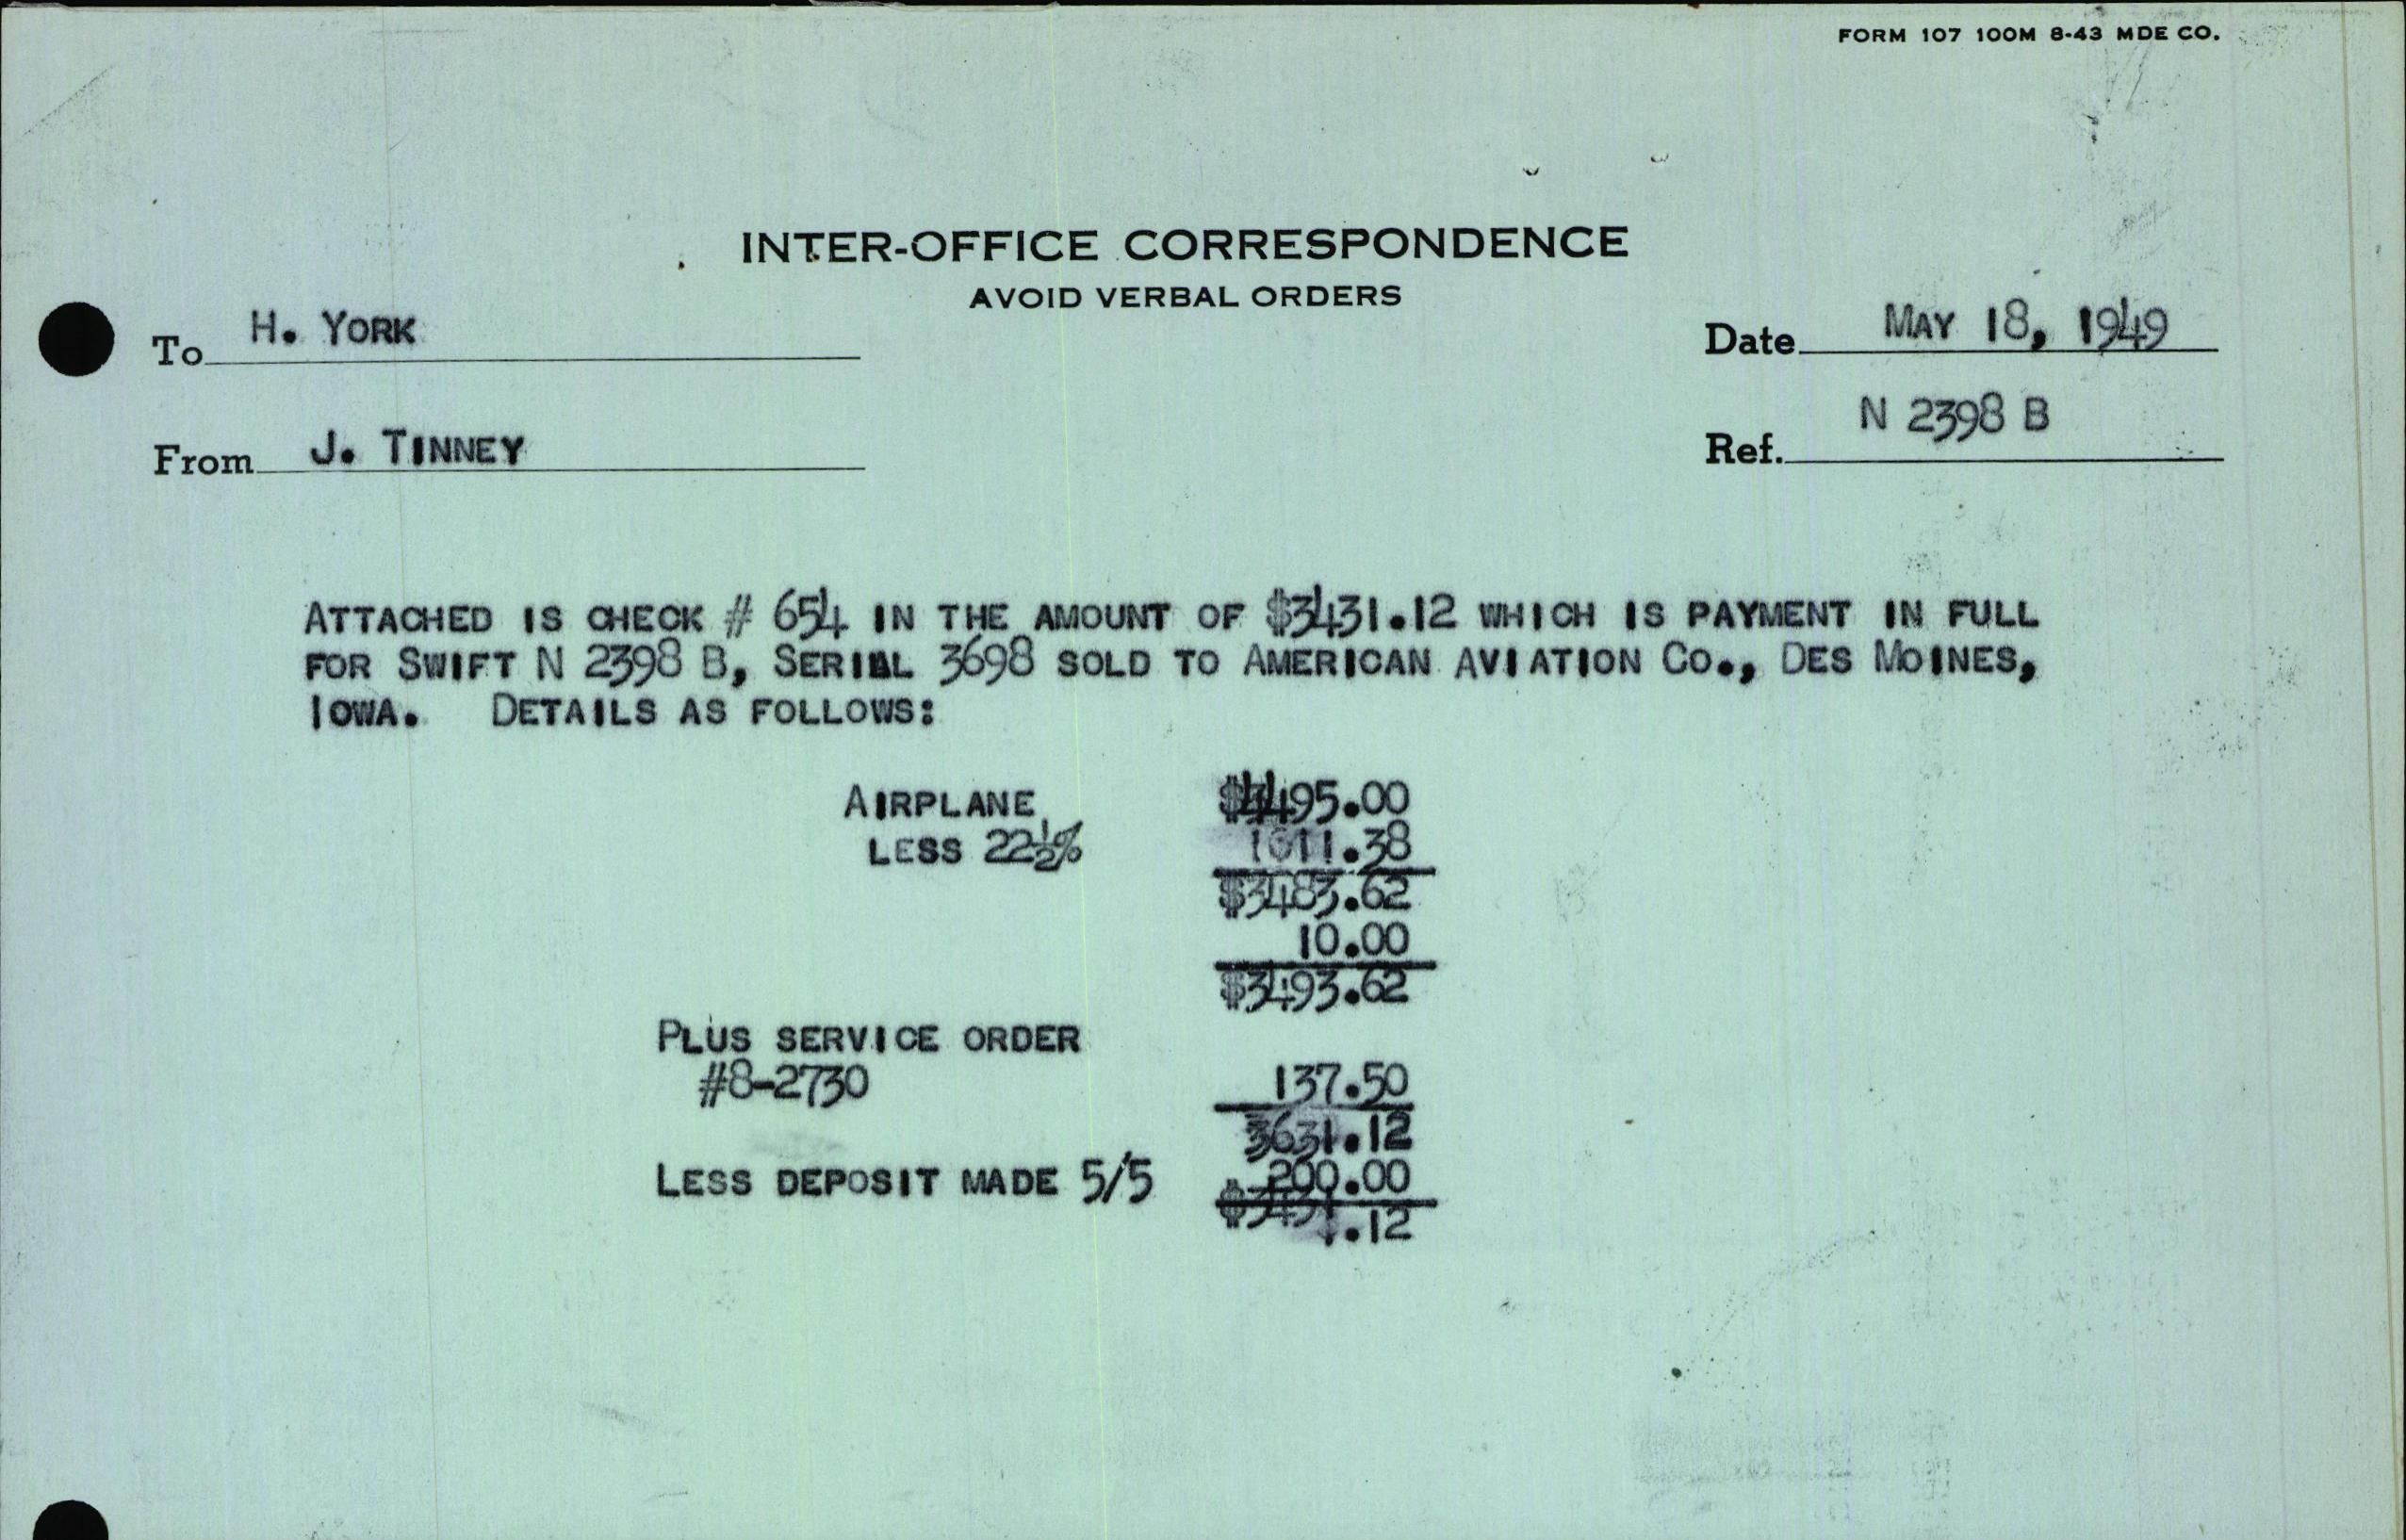 FORM 107 100M 8-43 MDE CO.
INTER-OFFICE CORRESPONDENCE
AVOID VERBAL ORDERS
To H. YORK
Date MAY 18, 1949
From J. TINNEY
Ref. N 2398 B
ATTACHED IS CHECK # 654 IN THE AMOUNT OF $3431.12 WHICH IS PAYMENT IN FULL
FOR SWIFT N 2398 B, SERIAL 3698 SOLD TO AMERICAN AVIATION CO., DES MOINES,
IOWA. DETAILS AS FOLLOWS:
AIRPLANE $4495.00
LESS 22½% 1011.38
$3483.62
10.00
$3493.62
PLUS SERVICE ORDER
#8-2730 137.50
3631.12
LESS DEPOSIT MADE 5/5 200.00
$3431.12